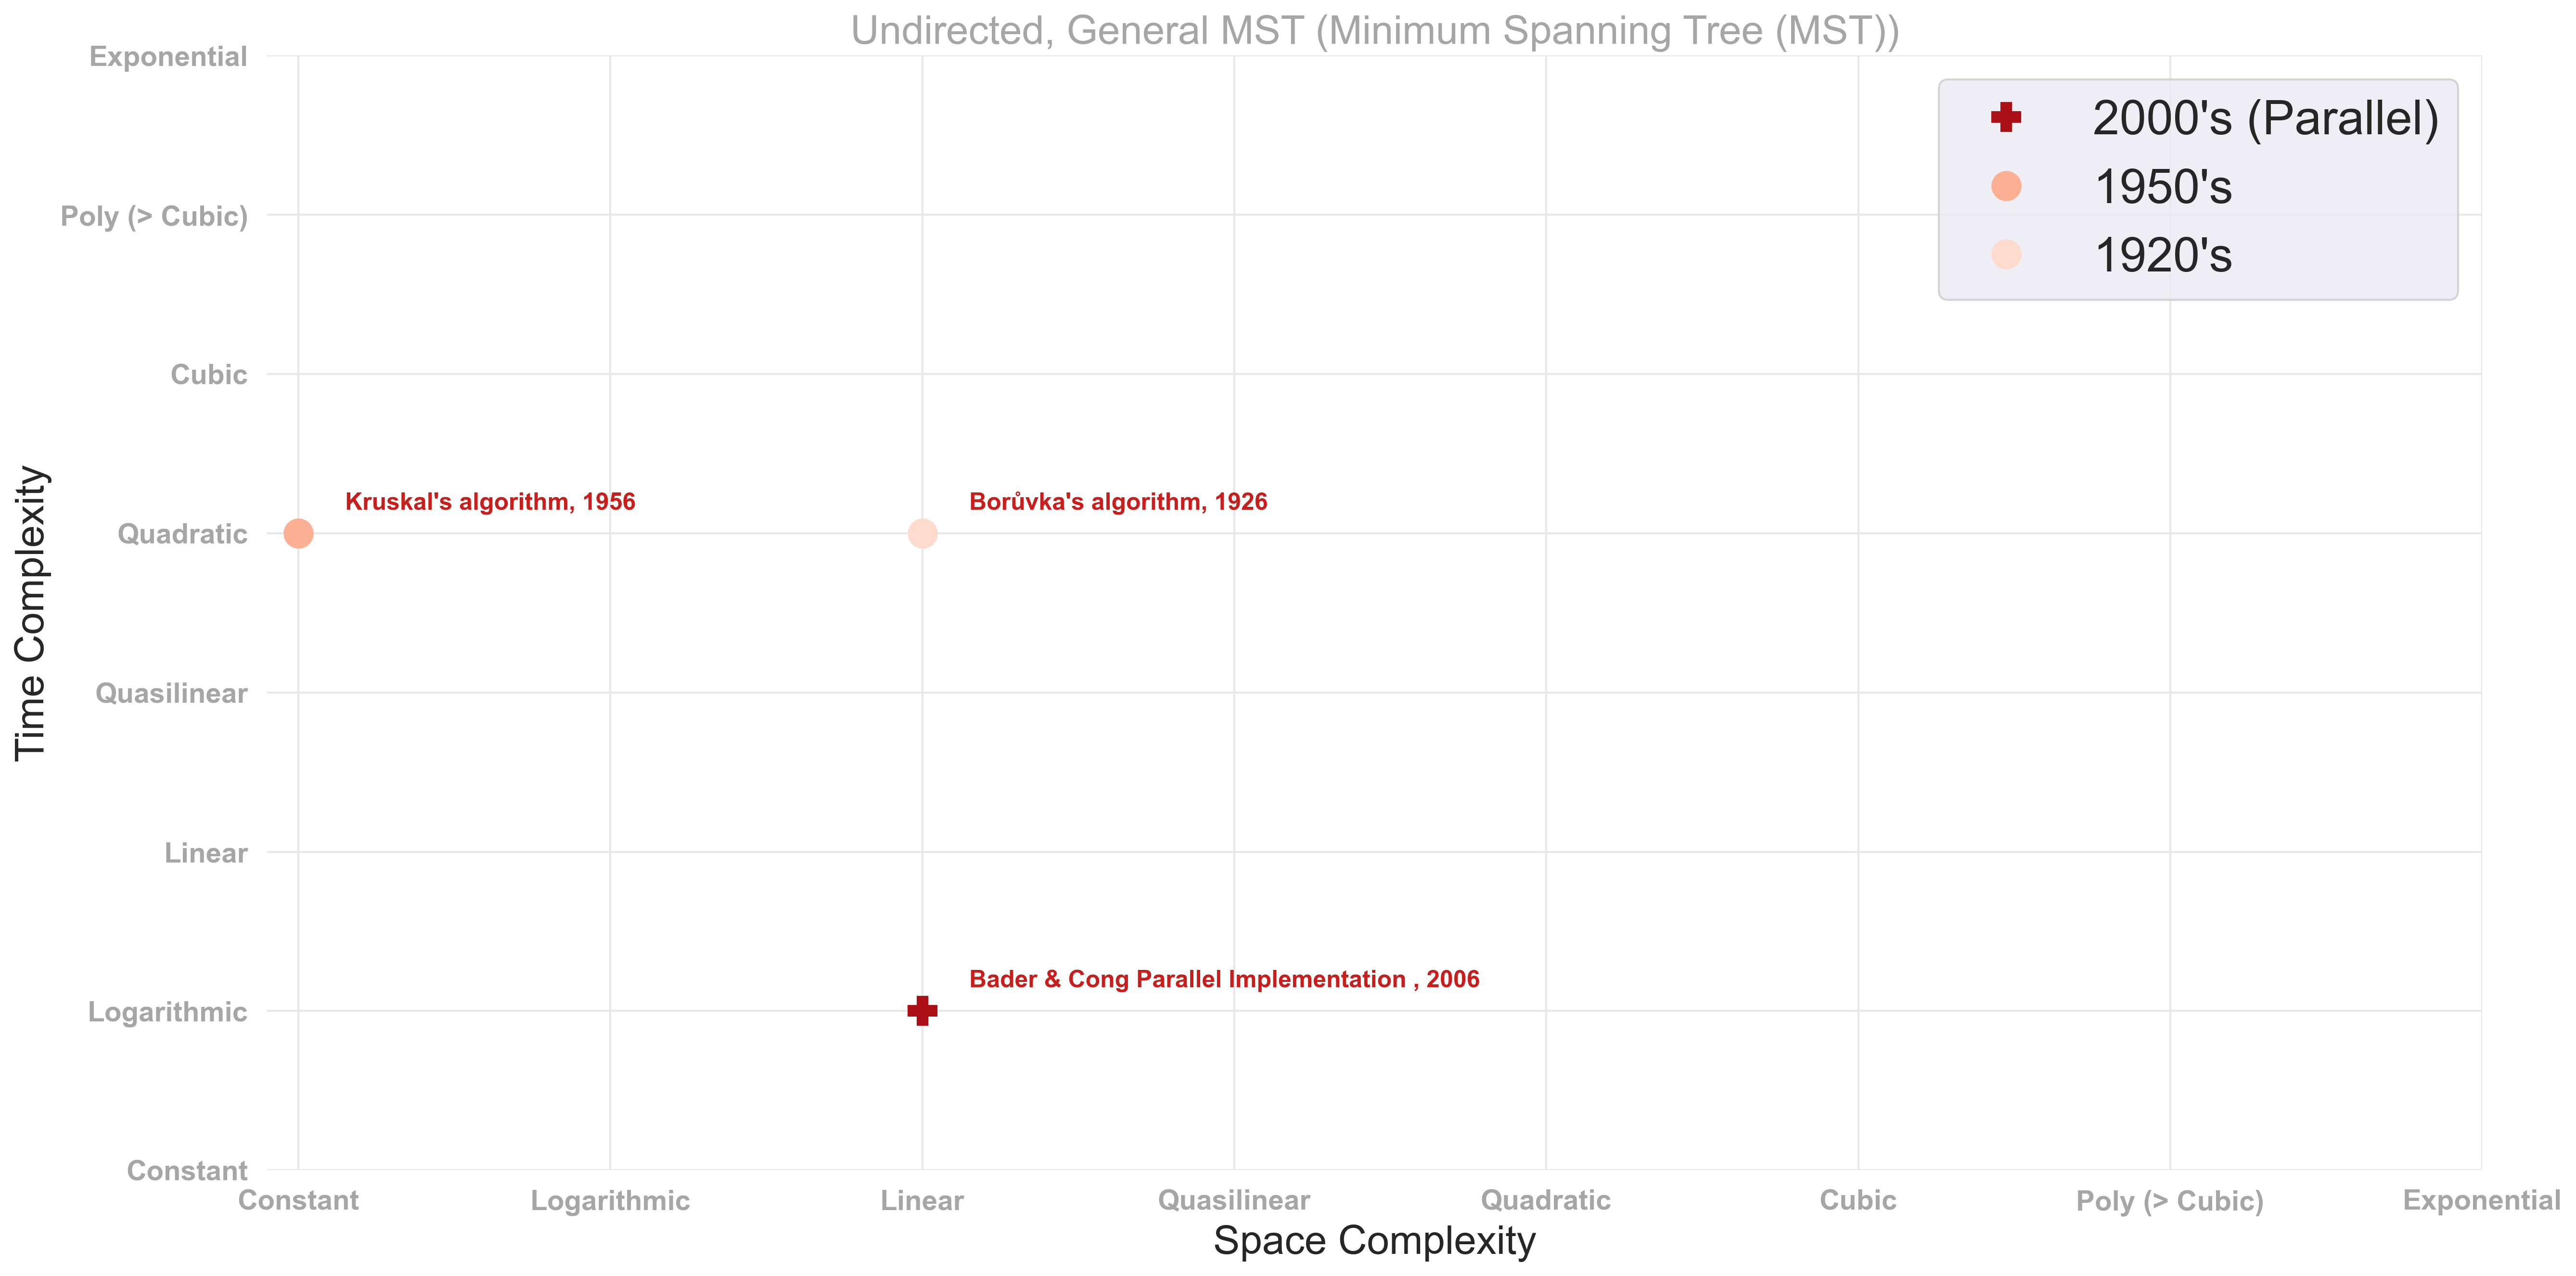 Undirected, General MST (Minimum Spanning Tree (MST))
Exponential
Poly (> Cubic)
Cubic
Quadratic
Quasilinear
Linear
Logarithmic
Constant
Time Complexity
2000's (Parallel)
1950's
1920's
Kruskal's algorithm, 1956
Borůvka's algorithm, 1926
Bader & Cong Parallel Implementation , 2006
Constant
Logarithmic
Linear
Quasilinear
Quadratic
Cubic
Poly (> Cubic)
Exponential
Space Complexity